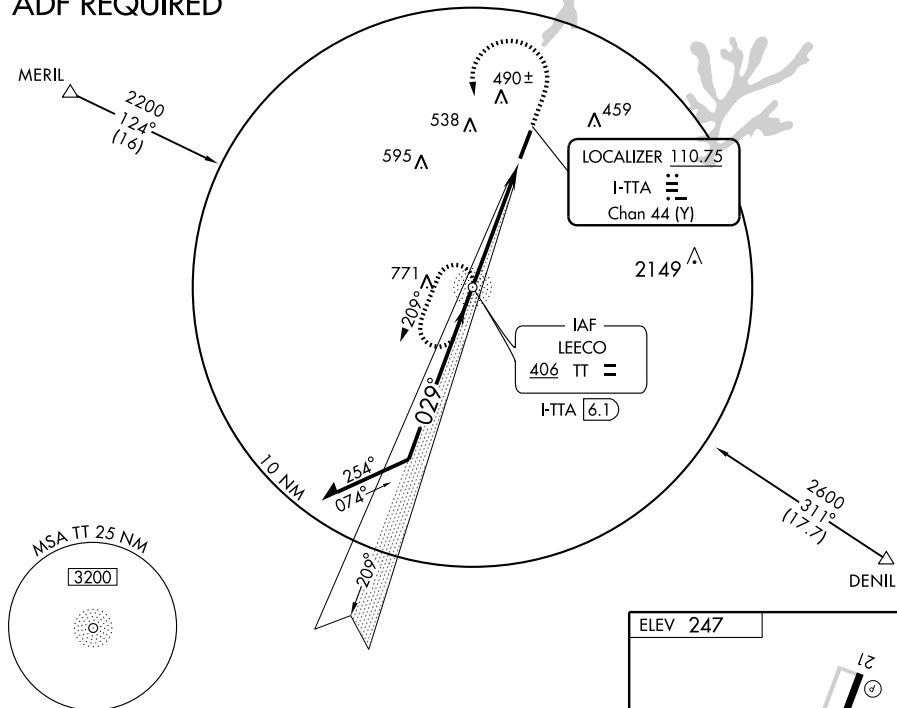 ADF REQUIRED
MERIL
2200
124°
(16)
490±
538
459
595
LOCALIZER 110.75
I-TTA
Chan 44 (Y)
2149
771
209°
IAF
LEECO
406 TT
I-TTA 6.1
029°
10 NM
254°
074°
209°
2600
311°
(17.7)
DENIL
MSA TT 25 NM
3200
ELEV 247
21
P